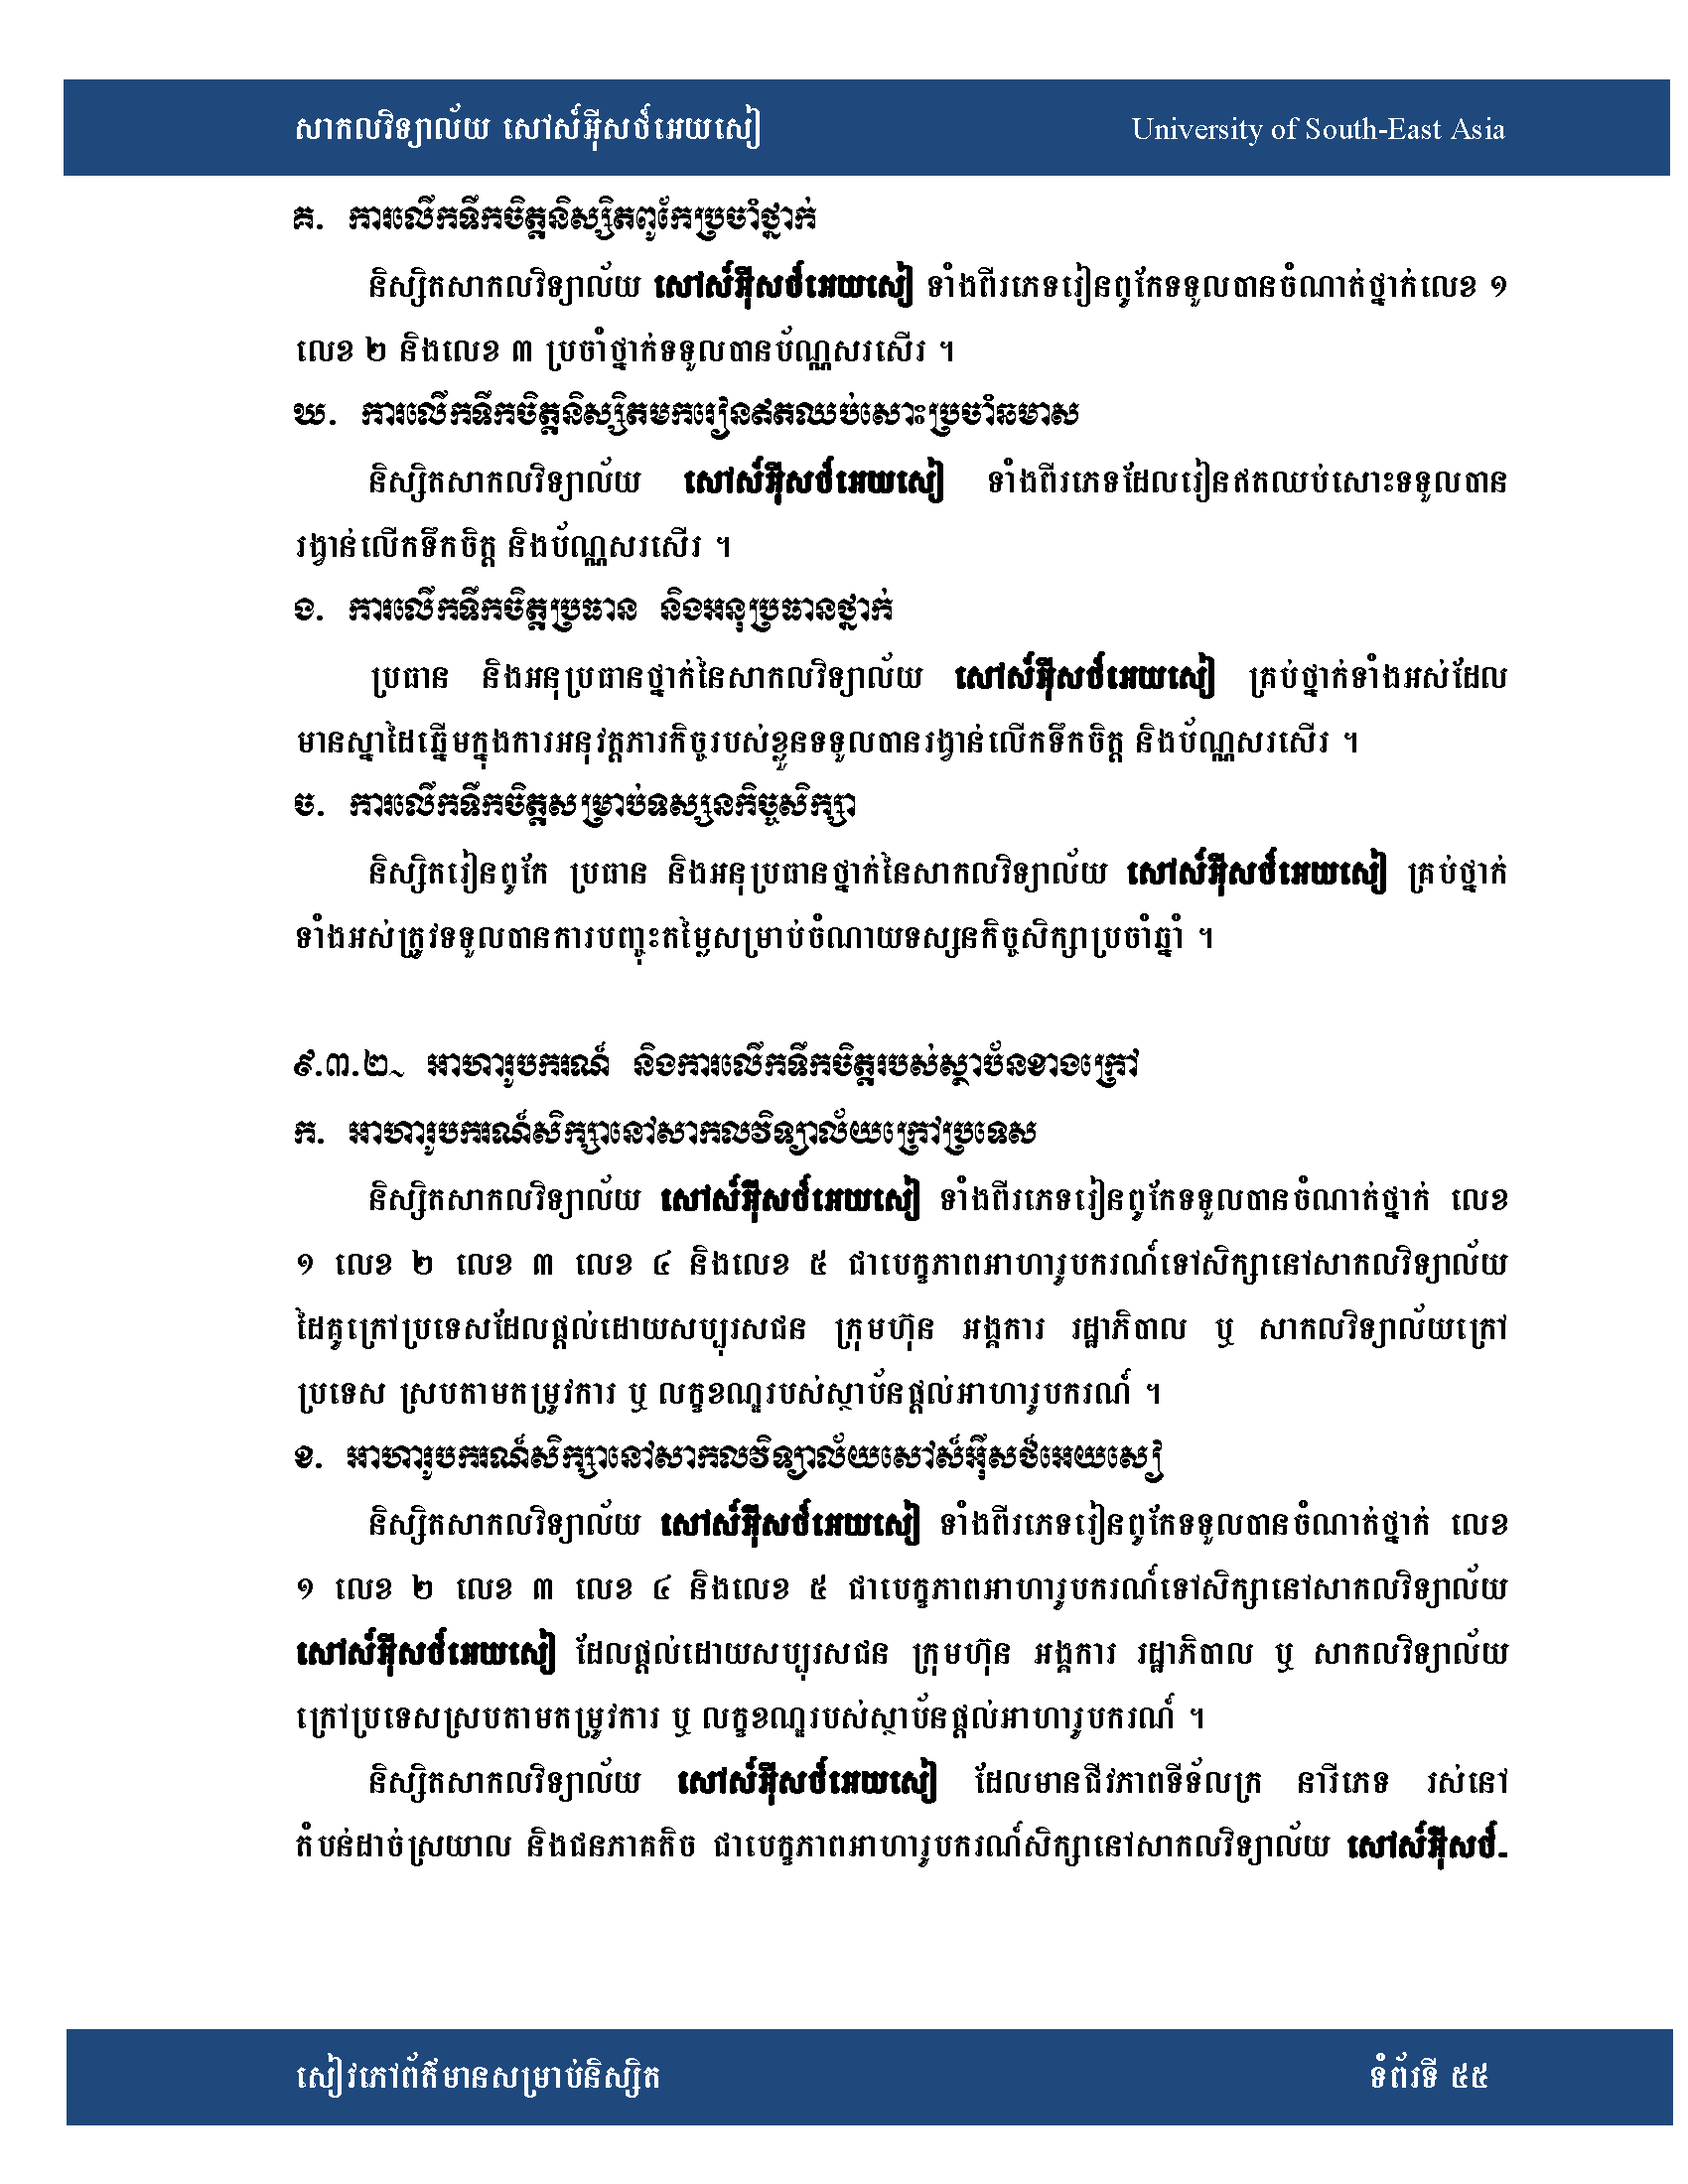 សាកលវិទ្យាល័យ សៅស៍អ៊ីសថ៍អេយសៀ University of South-East Asia
គ. ការលើកទឹកចិត្តនិស្សិតពូកែប្រចាំថ្នាក់
និស្សិតសាកលវិទ្យាល័យ សៅស៍អ៊ីសថ៍អេយសៀ ទាំងពីរភេទរៀនពូកែទទួលបានចំណាត់ថ្នាក់លេខ ១
លេខ ២ និងលេខ ៣ ប្រចាំថ្នាក់ទទួលបានប័ណ្ណសរសើរ ។
ឃ. ការលើកទឹកចិត្តនិស្សិតមករៀនឥតឈប់សោះប្រចាំឆមាស
និស្សិតសាកលវិទ្យាល័យ សៅស៍អ៊ីសថ៍អេយសៀ ទាំងពីរភេទដែលរៀនឥតឈប់សោះទទួលបាន
រង្វាន់លើកទឹកចិត្ត និងប័ណ្ណសរសើរ ។
ង. ការលើកទឹកចិត្តប្រធាន និងអនុប្រធានថ្នាក់
ប្រធាន និងអនុប្រធានថ្នាក់នៃសាកលវិទ្យាល័យ សៅស៍អ៊ីសថ៍អេយសៀ គ្រប់ថ្នាក់ទាំងអស់ដែល
មានស្នាដៃឆ្នើមក្នុងការអនុវត្តភារកិច្ចរបស់ខ្លួនទទួលបានរង្វាន់លើកទឹកចិត្ត និងប័ណ្ណសរសើរ ។
ច. ការលើកទឹកចិត្តសម្រាប់ទស្សនកិច្ចសិក្សា
និស្សិតរៀនពូកែ ប្រធាន និងអនុប្រធានថ្នាក់នៃសាកលវិទ្យាល័យ សៅស៍អ៊ីសថ៍អេយសៀ គ្រប់ថ្នាក់
ទាំងអស់ត្រូវទទួលបានការបញ្ចុះតម្លៃសម្រាប់ចំណាយទស្សនកិច្ចសិក្សាប្រចាំឆ្នាំ ។
៩.៣.២~ អាហារូបករណ៍ និងការលើកទឹកចិត្តរបស់ស្ថាប័នខាងក្រៅ
ក. អាហារូបករណ៍សិក្សានៅសាកលវិទ្យាល័យក្រៅប្រទេស
និស្សិតសាកលវិទ្យាល័យ សៅស៍អ៊ីសថ៍អេយសៀ ទាំងពីរភេទរៀនពូកែទទួលបានចំណាត់ថ្នាក់ លេខ
១ លេខ ២ លេខ ៣ លេខ ៤ និងលេខ ៥ ជាបេក្ខភាពអាហារូបករណ៍ទៅសិក្សានៅសាកលវិទ្យាល័យ
ដៃគូក្រៅប្រទេសដែលផ្តល់ដោយសប្បុរសជន ក្រុមហ៊ុន អង្គការ រដ្ឋាភិបាល ឬ សាកលវិទ្យាល័យក្រៅ
ប្រទេស ស្របតាមតម្រូវការ ឬ លក្ខខណ្ឌរបស់ស្ថាប័នផ្តល់អាហារូបករណ៍ ។
ខ. អាហារូបករណ៍សិក្សានៅសាកលវិទ្យាល័យសៅស៍អ៊ីសថ៍អេយសៀ
និស្សិតសាកលវិទ្យាល័យ សៅស៍អ៊ីសថ៍អេយសៀ ទាំងពីរភេទរៀនពូកែទទួលបានចំណាត់ថ្នាក់ លេខ
១ លេខ ២ លេខ ៣ លេខ ៤ និងលេខ ៥ ជាបេក្ខភាពអាហារូបករណ៍ទៅសិក្សានៅសាកលវិទ្យាល័យ
សៅស៍អ៊ីសថ៍អេយសៀ ដែលផ្តល់ដោយសប្បុរសជន ក្រុមហ៊ុន អង្គការ រដ្ឋាភិបាល ឬ សាកលវិទ្យាល័យ
ក្រៅប្រទេសស្របតាមតម្រូវការ ឬ លក្ខខណ្ឌរបស់ស្ថាប័នផ្តល់អាហារូបករណ៍ ។
និស្សិតសាកលវិទ្យាល័យ សៅស៍អ៊ីសថ៍អេយសៀ ដែលមានជីវភាពទីទ័លក្រ នារីភេទ រស់នៅ
តំបន់ដាច់ស្រយាល និងជនភាគតិច ជាបេក្ខភាពអាហារូបករណ៍សិក្សានៅសាកលវិទ្យាល័យ សៅស៍អ៊ីសថ៍-
សៀវភៅព័ត៌មានសម្រាប់និស្សិត ទំព័រទី ៥៥